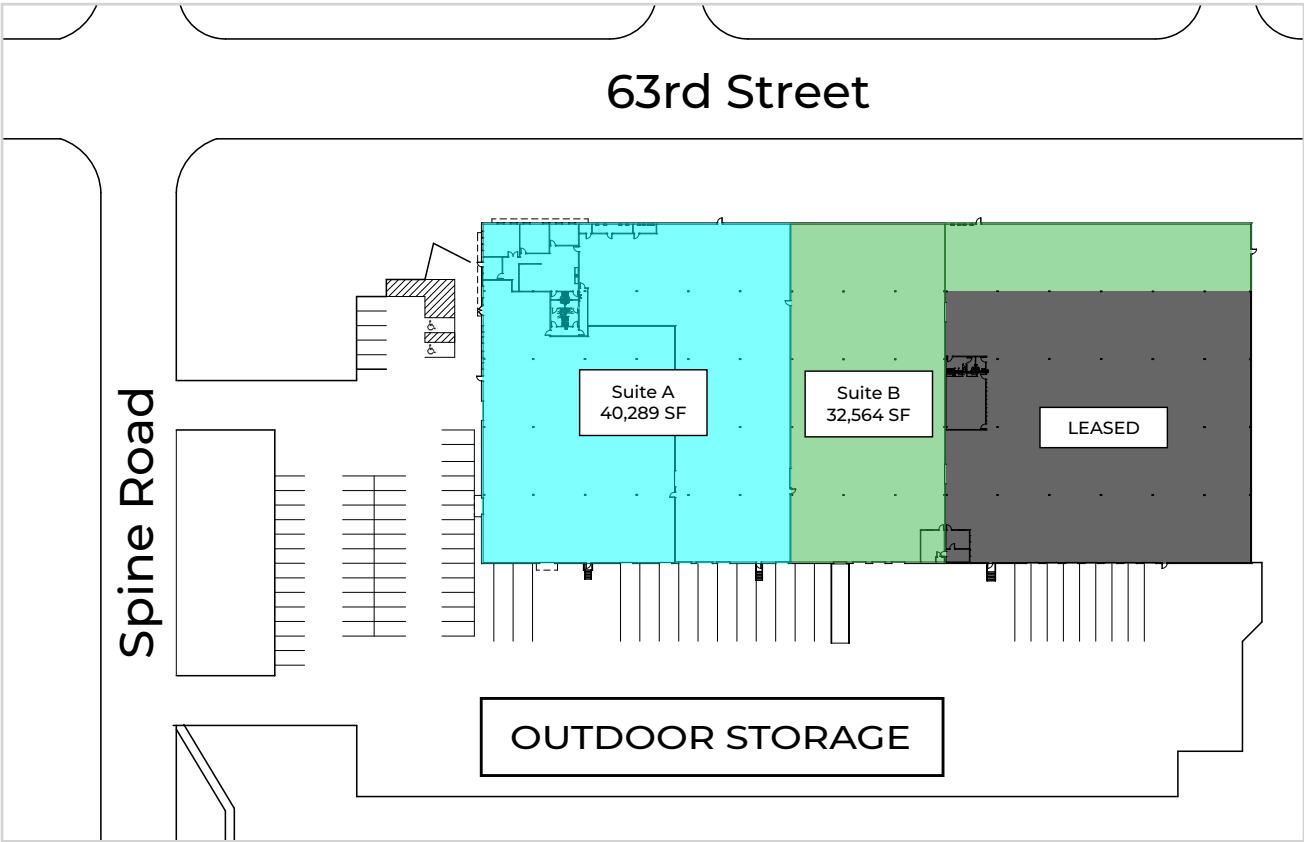 63rd Street
Suite A
40,289 SF
Suite B
32,564 SF
LEASED
Spine Road
OUTDOOR STORAGE